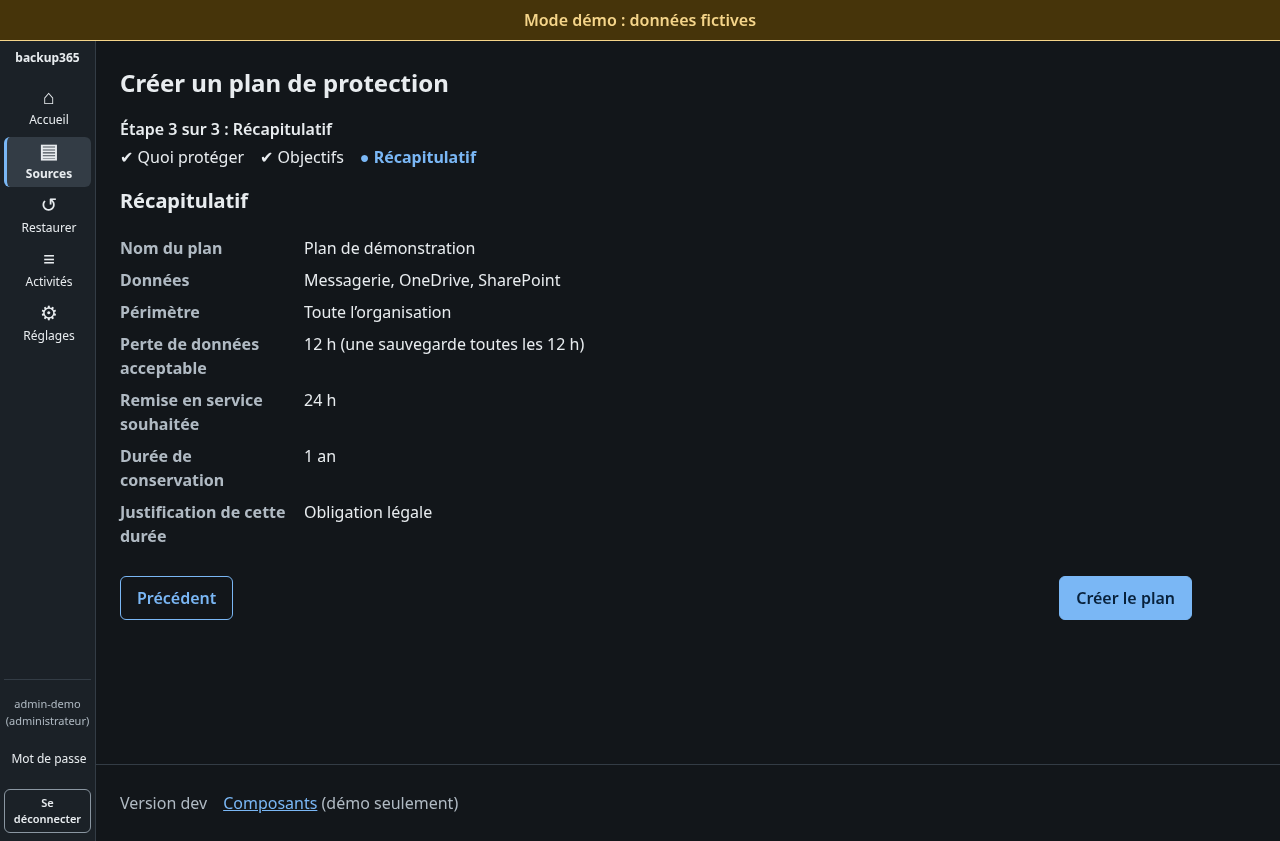 Mode démo : données fictives
backup365
Accueil
Sources
Restaurer
Activités
Réglages
admin-demo
(administrateur)
Mot de passe
Se
déconnecter
Créer un plan de protection
Étape 3 sur 3 : Récapitulatif
✔ Quoi protéger ✔ Objectifs ● Récapitulatif
Récapitulatif
Nom du plan Plan de démonstration
Données Messagerie, OneDrive, SharePoint
Périmètre Toute l’organisation
Perte de données 12 h (une sauvegarde toutes les 12 h)
acceptable
Remise en service 24 h
souhaitée
Durée de 1 an
conservation
Justification de cette Obligation légale
durée
Précédent Créer le plan
Version dev Composants (démo seulement)